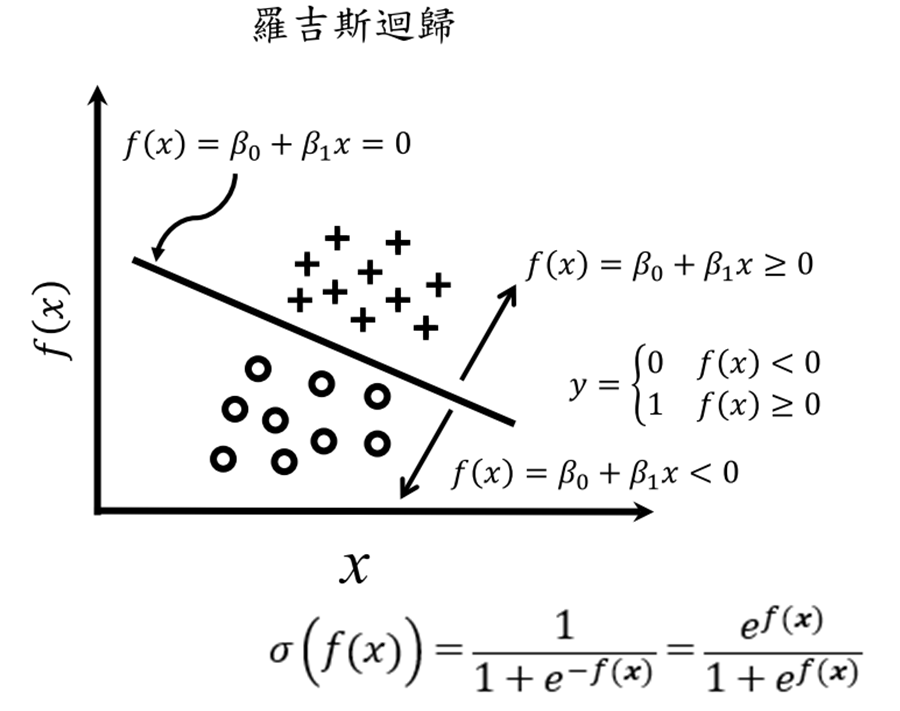 羅吉斯迴歸
f(x) = β₀ + β₁x = 0
f(x) = β₀ + β₁x ≥ 0
f(x)
y = {0 f(x) < 0
1 f(x) ≥ 0
f(x) = β₀ + β₁x < 0
x
σ(f(x)) = 1 / (1 + e^{−f(x)}) = e^{f(x)} / (1 + e^{f(x)})